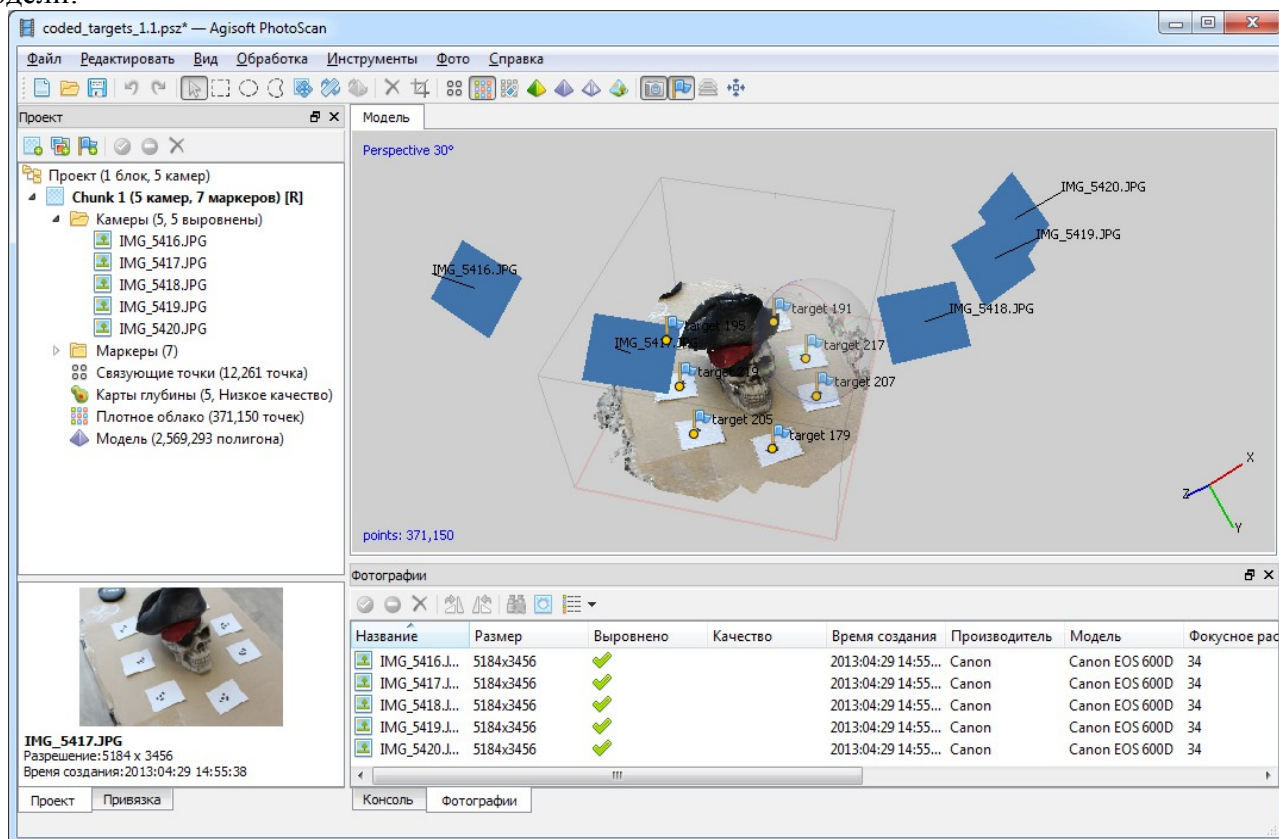 coded_targets_1.1.psz* — Agisoft PhotoScan
Файл Редактировать Вид Обработка Инструменты Фото Справка
Проект
Проект (1 блок, 5 камер)
Chunk 1 (5 камер, 7 маркеров) [R]
Камеры (5, 5 выровнены)
IMG_5416.JPG
IMG_5417.JPG
IMG_5418.JPG
IMG_5419.JPG
IMG_5420.JPG
Маркеры (7)
Связующие точки (12,261 точка)
Карты глубины (5, Низкое качество)
Плотное облако (371,150 точек)
Модель (2,569,293 полигона)
IMG_5417.JPG
Разрешение:5184 x 3456
Время создания:2013:04:29 14:55:38
Проект Привязка
Модель
Perspective 30°
IMG_5420.JPG
IMG_5419.JPG
IMG_5416.JPG
IMG_5418.JPG
target 191
target 195
IMG_5417.JPG
target 217
target 219
target 207
target 205
target 179
X
Z
Y
points: 371,150
Фотографии
Название Размер Выровнено Качество Время создания Производитель Модель Фокусное рас
IMG_5416.J... 5184x3456 2013:04:29 14:55... Canon Canon EOS 600D 34
IMG_5417.J... 5184x3456 2013:04:29 14:55... Canon Canon EOS 600D 34
IMG_5418.J... 5184x3456 2013:04:29 14:55... Canon Canon EOS 600D 34
IMG_5419.J... 5184x3456 2013:04:29 14:55... Canon Canon EOS 600D 34
IMG_5420.J... 5184x3456 2013:04:29 14:55... Canon Canon EOS 600D 34
Консоль Фотографии